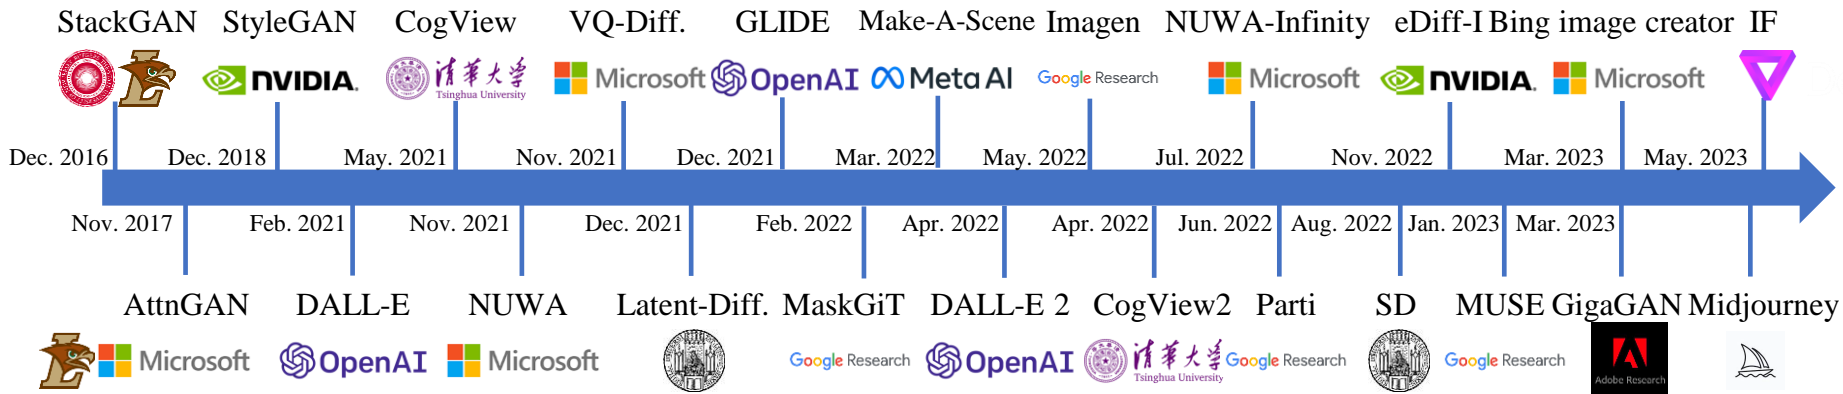 StackGAN StyleGAN CogView VQ-Diff. GLIDE Make-A-Scene Imagen NUWA-Infinity eDiff-I Bing image creator IF
NVIDIA. 清华大学 Microsoft OpenAI Meta AI Google Research Microsoft NVIDIA. Microsoft
Tsinghua University
Dec. 2016 Dec. 2018 May. 2021 Nov. 2021 Dec. 2021 Mar. 2022 May. 2022 Jul. 2022 Nov. 2022 Mar. 2023 May. 2023
Nov. 2017 Feb. 2021 Nov. 2021 Dec. 2021 Feb. 2022 Apr. 2022 Apr. 2022 Jun. 2022 Aug. 2022 Jan. 2023 Mar. 2023
AttnGAN DALL-E NUWA Latent-Diff. MaskGiT DALL-E 2 CogView2 Parti SD MUSE GigaGAN Midjourney
L Microsoft OpenAI Microsoft Google Research OpenAI 清华大学 Google Research Google Research
Tsinghua University Adobe Research